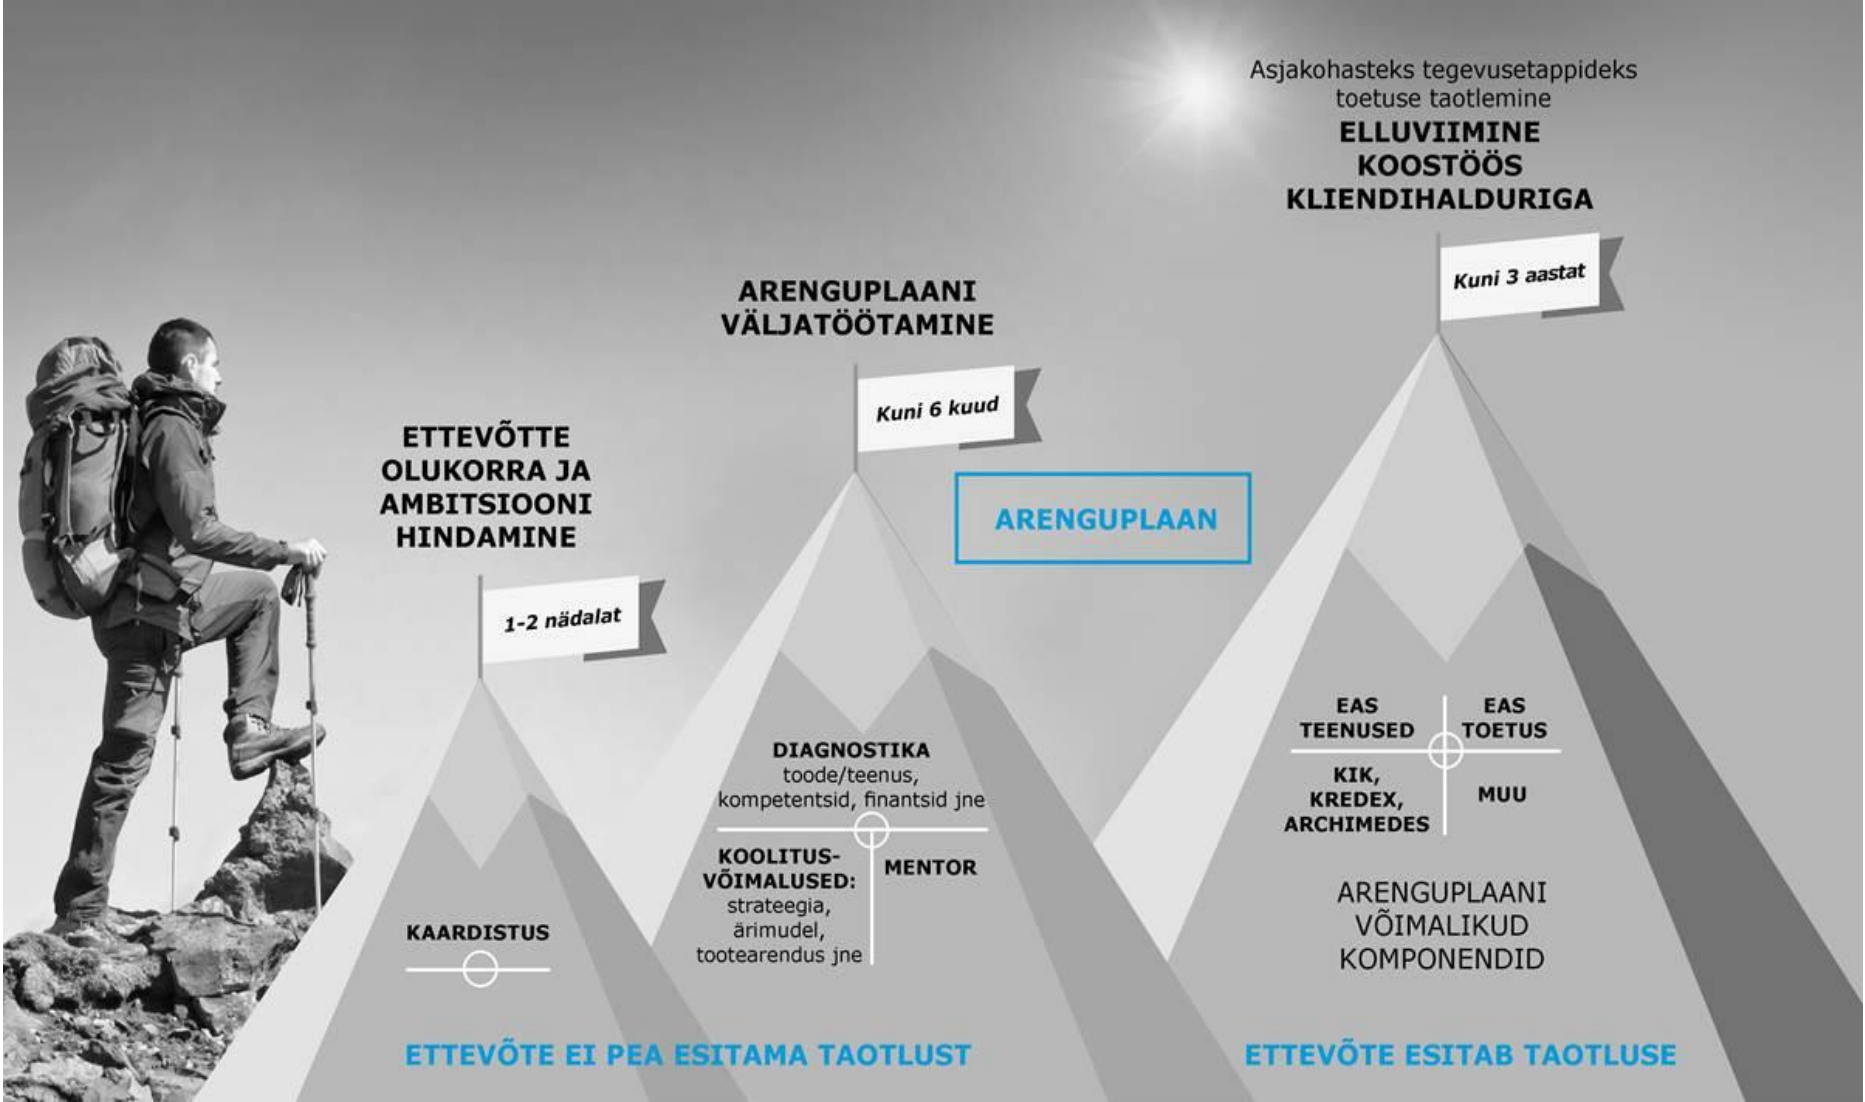 Asjakohasteks tegevusetappideks
toetuse taotlemine
ELLUVIIMINE
KOOSTÖÖS
KLIENDIHALDURIGA
Kuni 3 aastat
ARENGUPLAANI
VÄLJATÖÖTAMINE
Kuni 6 kuud
ETTEVÕTTE
OLUKORRA JA
AMBITSIOONI
HINDAMINE
1-2 nädalat
ARENGUPLAAN
KAARDISTUS
DIAGNOSTIKA
toode/teenus,
kompetentsid, finantsid jne
KOOLITUS-
VÕIMALUSED:
strateegia,
ärimudel,
tootearendus jne
MENTOR
EAS
TEENUSED
EAS
TOETUS
KIK,
KREDEX,
ARCHIMEDES
MUU
ARENGUPLAANI
VÕIMALIKUD
KOMPONENDID
ETTEVÕTE EI PEA ESITAMA TAOTLUST
ETTEVÕTE ESITAB TAOTLUSE